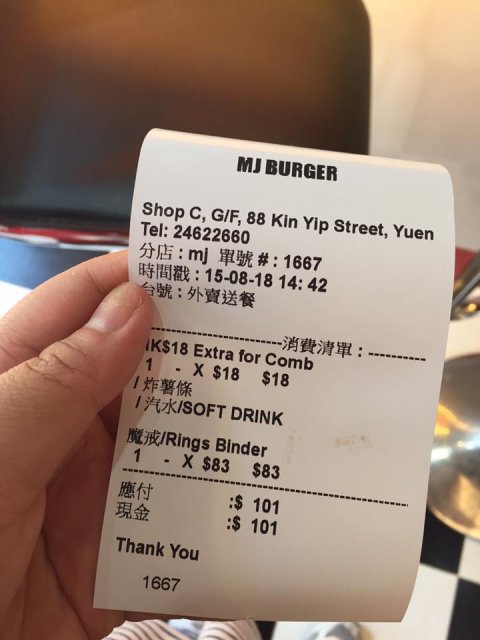 MJ BURGER
Shop C, G/F, 88 Kin Yip Street, Yuen
Tel: 24622660
分店 : mj 單號 # : 1667
時間戳 : 15-08-18 14: 42
台號 : 外賣送餐
-----------------消費清單 : ---------
HK$18 Extra for Comb
1 - X $18 $18
/ 炸薯條
/ 汽水/SOFT DRINK
魔戒/Rings Binder
1 - X $83 $83
應付 :$ 101
現金 :$ 101
Thank You
1667